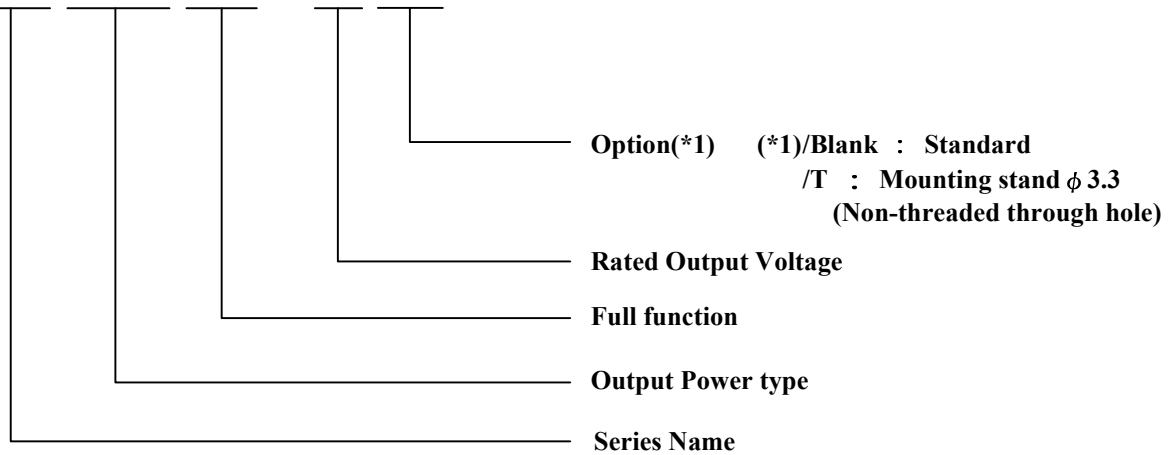 Option(*1) (*1)/Blank : Standard
/T : Mounting stand ϕ 3.3
(Non-threaded through hole)
Rated Output Voltage
Full function
Output Power type
Series Name